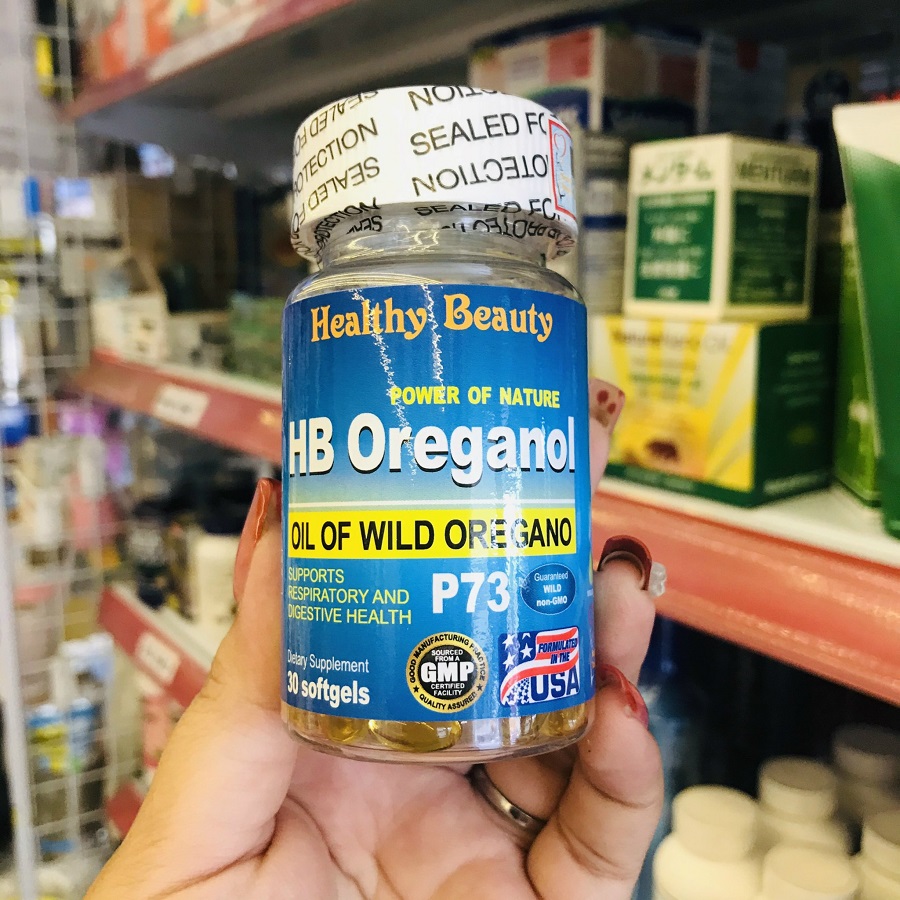 SEALED FOR PROTECTION
Healthy Beauty
POWER OF NATURE
HB Oreganol
OIL OF WILD OREGANO
SUPPORTS
RESPIRATORY AND
DIGESTIVE HEALTH
P73
Guaranteed
WILD
non-GMO
Dietary Supplement
30 softgels
GOOD MANUFACTURING PRACTICE
SOURCED
FROM A
GMP
CERTIFIED
FACILITY
QUALITY ASSURED
FORMULATED
IN THE
USA